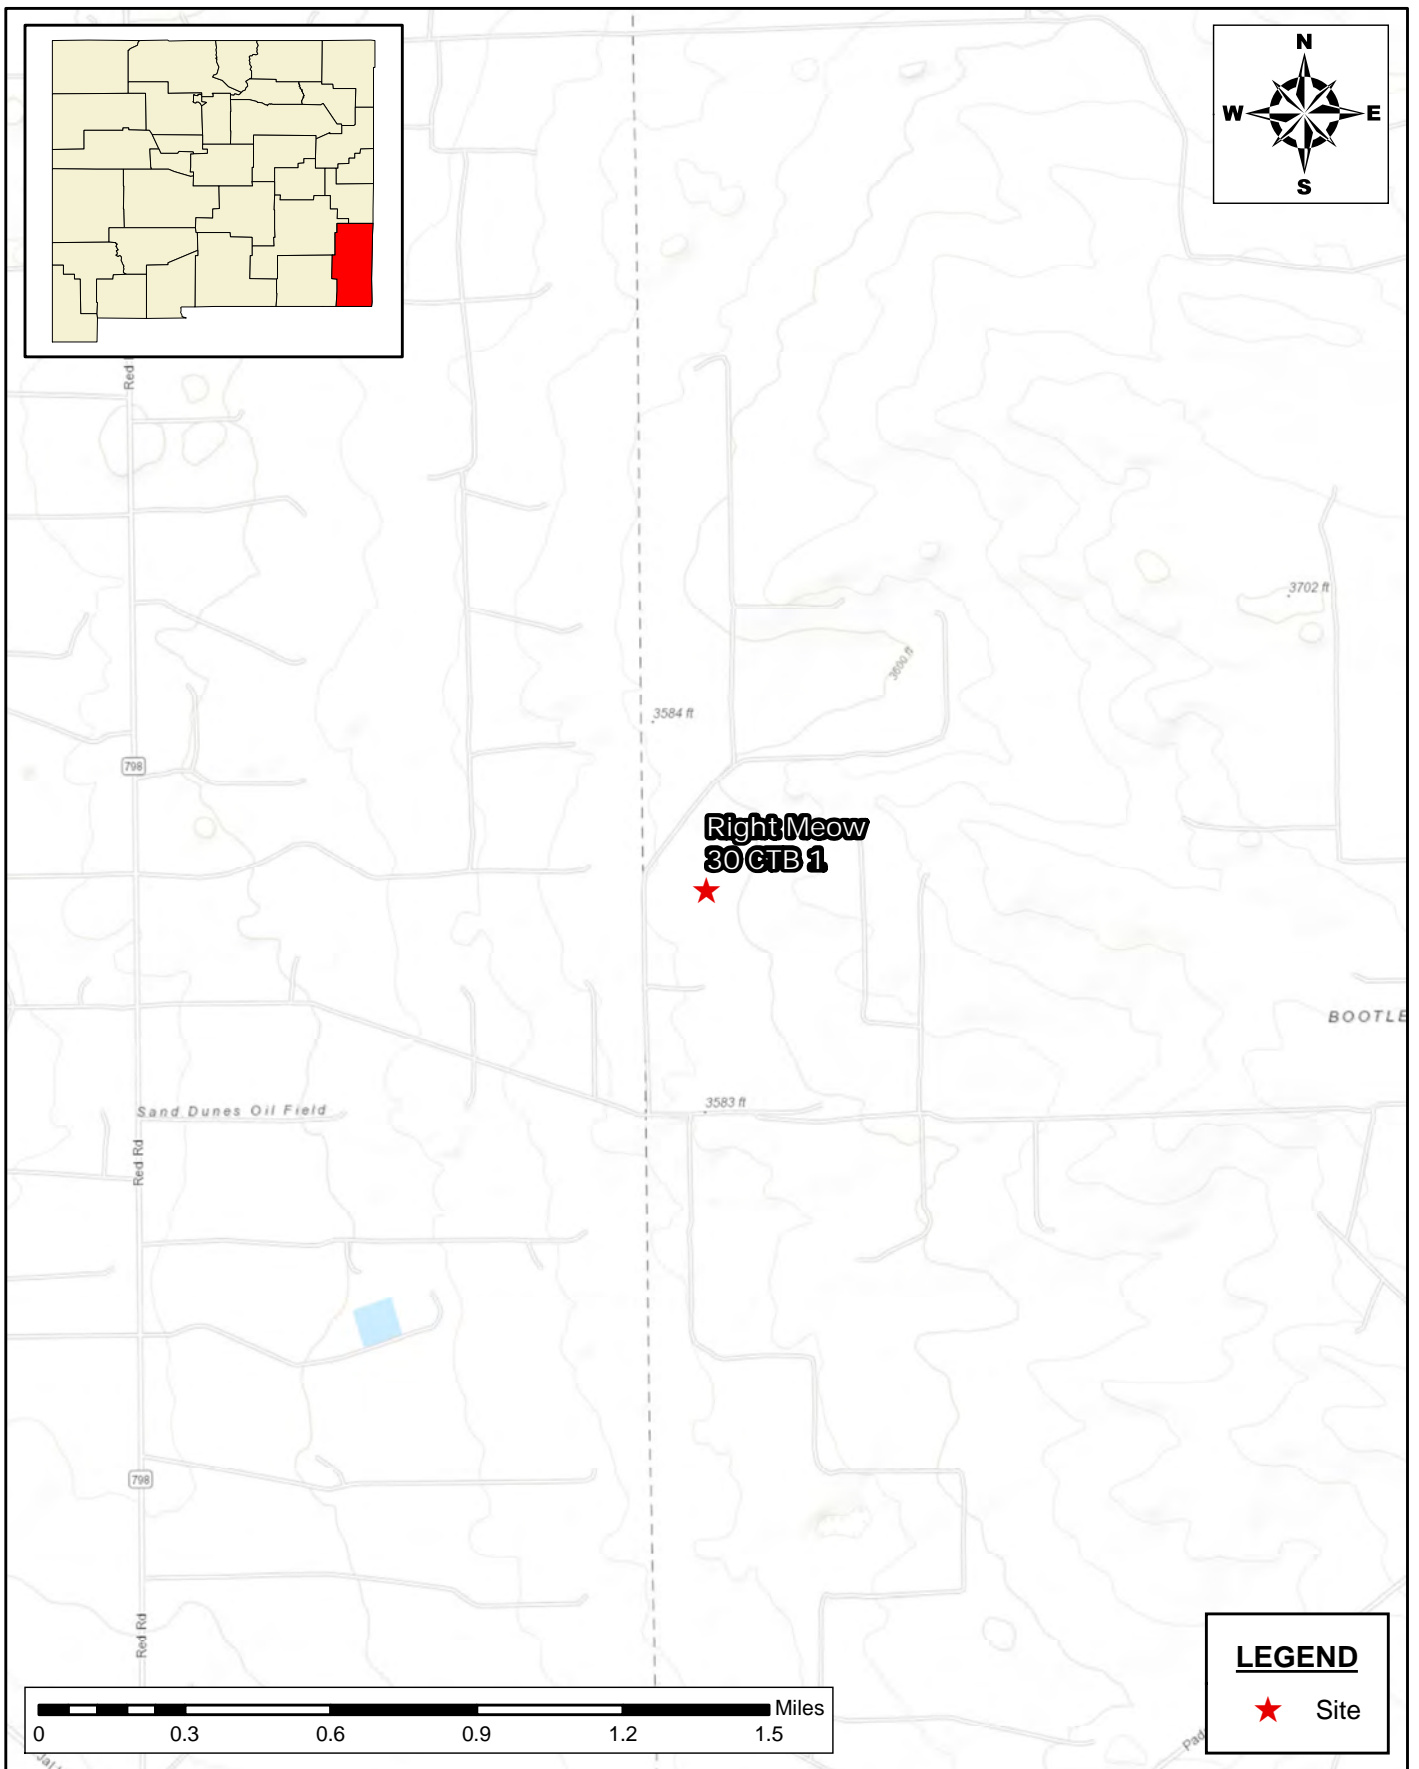 N
W E
S
Red
3702 ft
3600 ft
3584 ft
798
Right Meow
30 CTB 1
BOOTLE
3583 ft
Sand Dunes Oil Field
Red Rd
798
Red Rd
LEGEND
Site
Miles
0 0.3 0.6 0.9 1.2 1.5